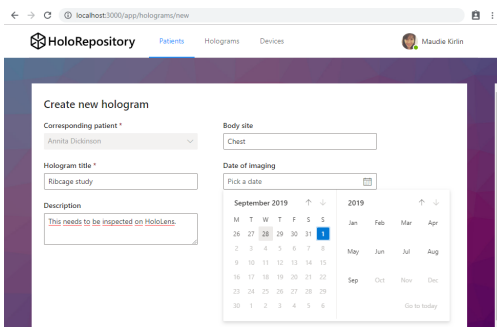 localhost:3000/app/holograms/new
HoloRepository Patients Holograms Devices Maudie Kirlin
Create new hologram
Corresponding patient * Body site
Annita Dickinson Chest
Hologram title * Date of imaging
Ribcage study Pick a date
Description
This needs to be inspected on HoloLens.
September 2019 2019
M T W T F S S
26 27 28 29 30 31 1
2 3 4 5 6 7 8
9 10 11 12 13 14 15
16 17 18 19 20 21 22
23 24 25 26 27 28 29
30 1 2 3 4 5 6
Jan Feb Mar Apr
May Jun Jul Aug
Sep Oct Nov Dec
Go to today